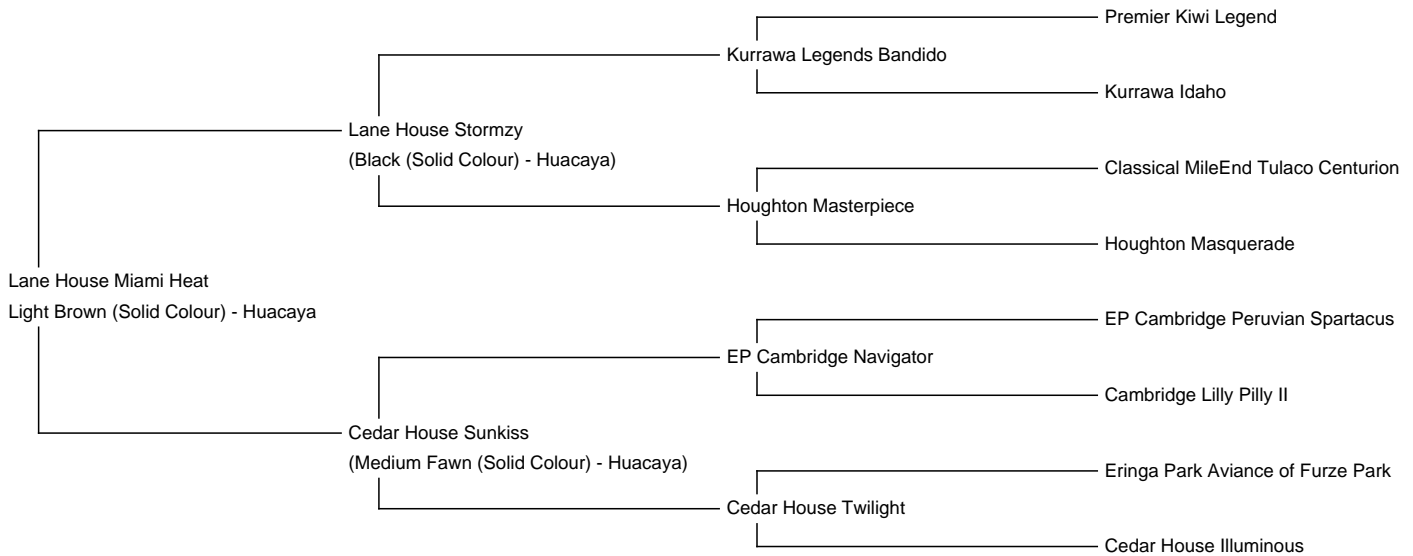 Premier Kiwi Legend
Kurrawa Legends Bandido
Kurrawa Idaho
Lane House Stormzy
(Black (Solid Colour) - Huacaya)
Classical MileEnd Tulaco Centurion
Houghton Masterpiece
Houghton Masquerade
Lane House Miami Heat
Light Brown (Solid Colour) - Huacaya
EP Cambridge Peruvian Spartacus
EP Cambridge Navigator
Cambridge Lilly Pilly II
Cedar House Sunkiss
(Medium Fawn (Solid Colour) - Huacaya)
Eringa Park Aviance of Furze Park
Cedar House Twilight
Cedar House Illuminous